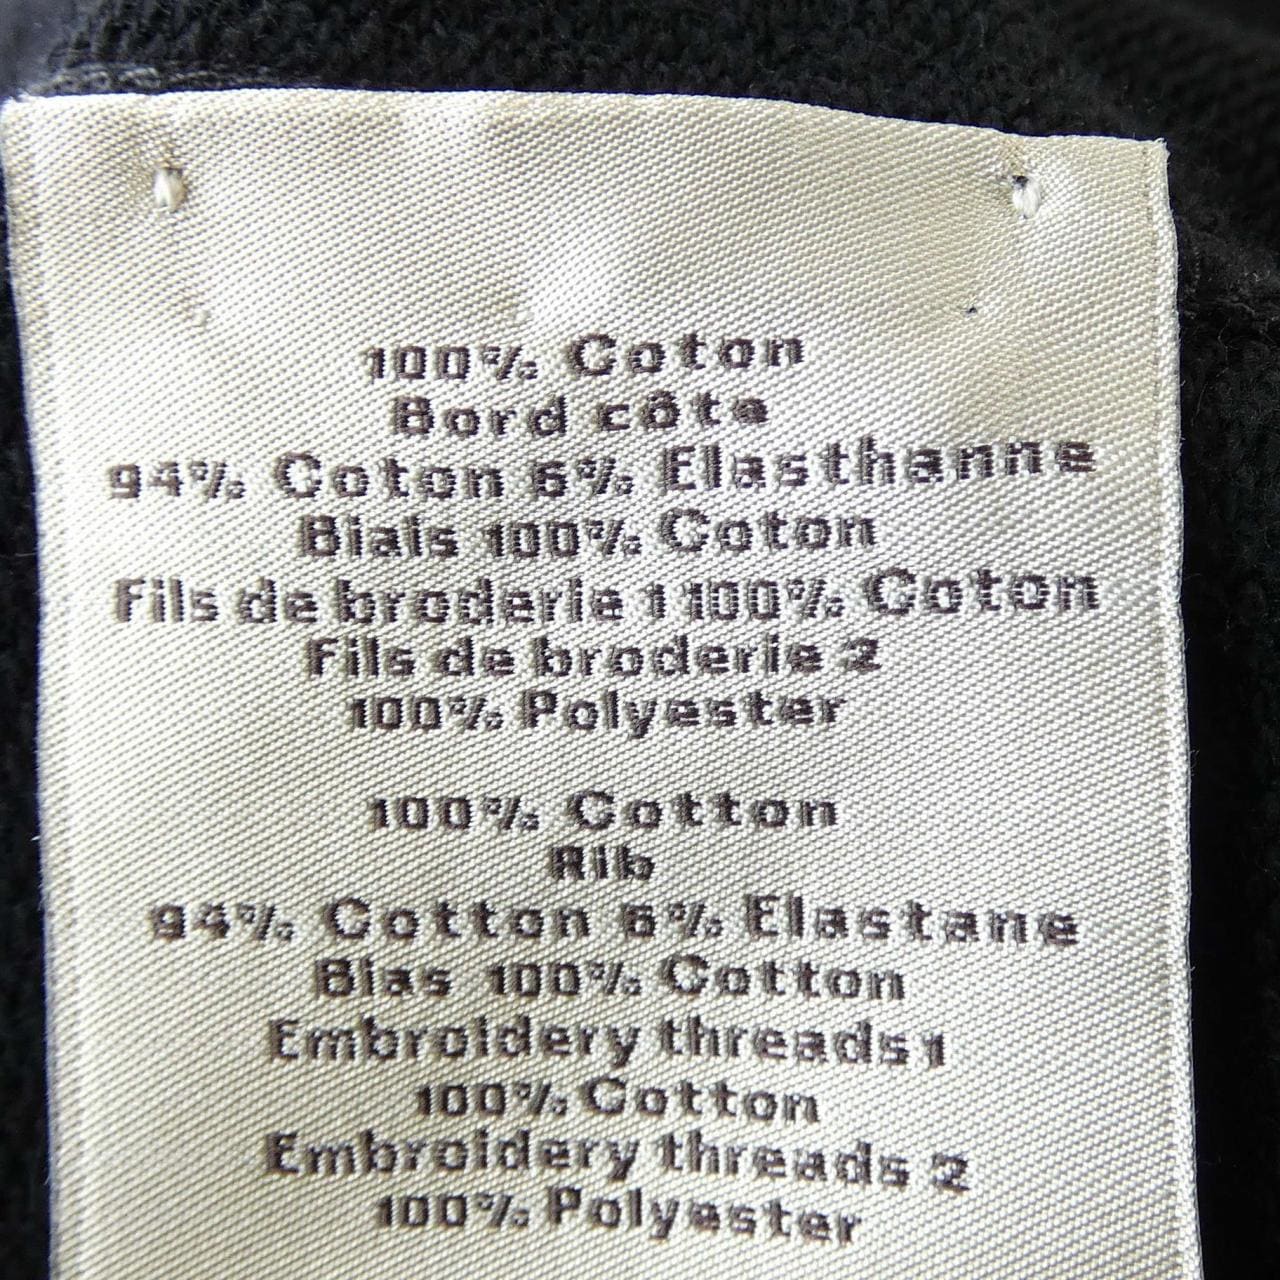 100% Coton
Bord côte
94% Coton 6% Elasthanne
Biais 100% Coton
Fils de broderie 1 100% Coton
Fils de broderie 2
100% Polyester
100% Cotton
Rib
94% Cotton 6% Elastane
Bias 100% Cotton
Embroidery threads 1
100% Cotton
Embroidery threads 2
100% Polyester